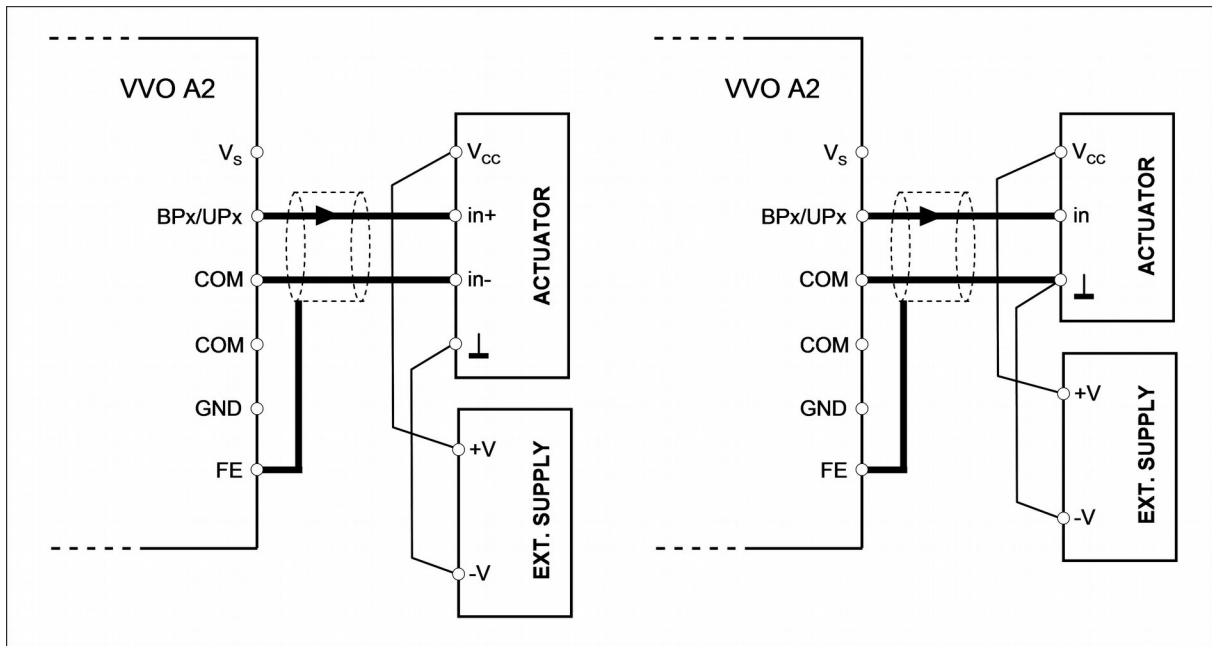 VVO A2
VS
BPx/UPx
COM
COM
GND
FE
VCC
in+
in-
ACTUATOR
+V
-V
EXT. SUPPLY
VVO A2
VS
BPx/UPx
COM
COM
GND
FE
VCC
in
ACTUATOR
+V
-V
EXT. SUPPLY